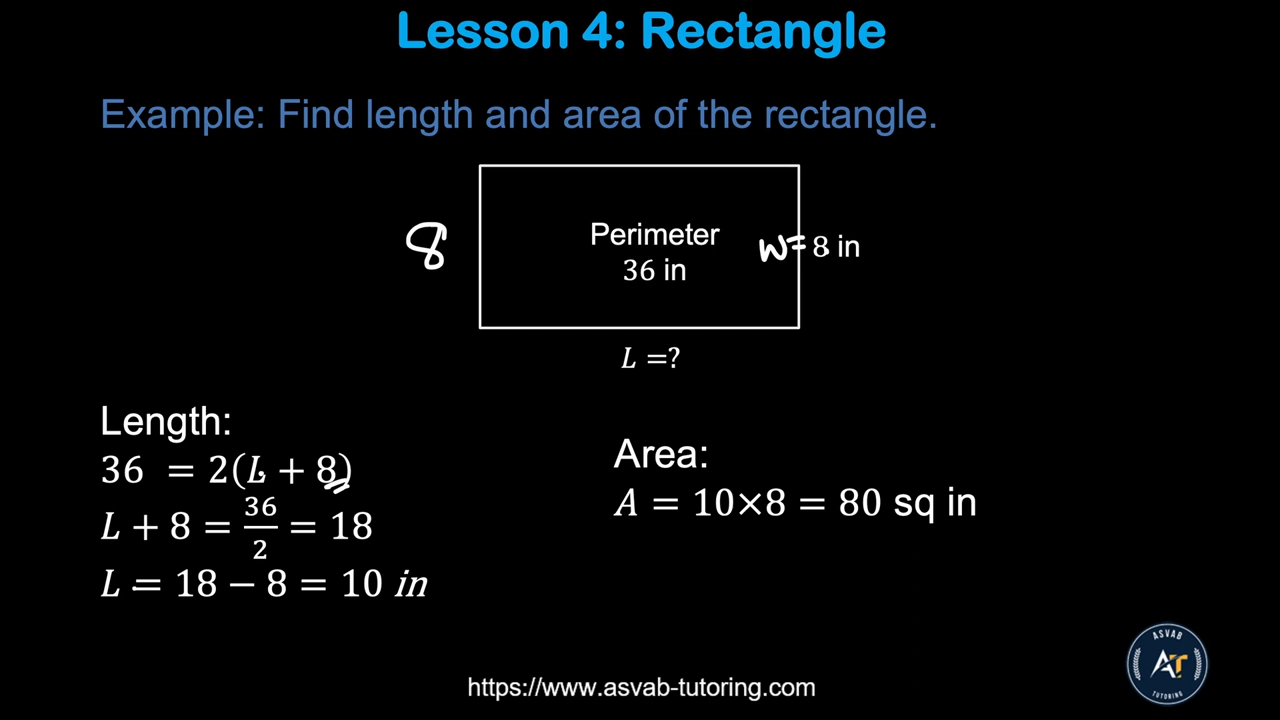 Lesson 4: Rectangle
Example: Find length and area of the rectangle.
8
Perimeter
36 in
W= 8 in
L =?
Length:
36 = 2(L + 8)
L + 8 = 36/2 = 18
L = 18 − 8 = 10 in
Area:
A = 10×8 = 80 sq in
https://www.asvab-tutoring.com
ASVAB
AT
TUTORING